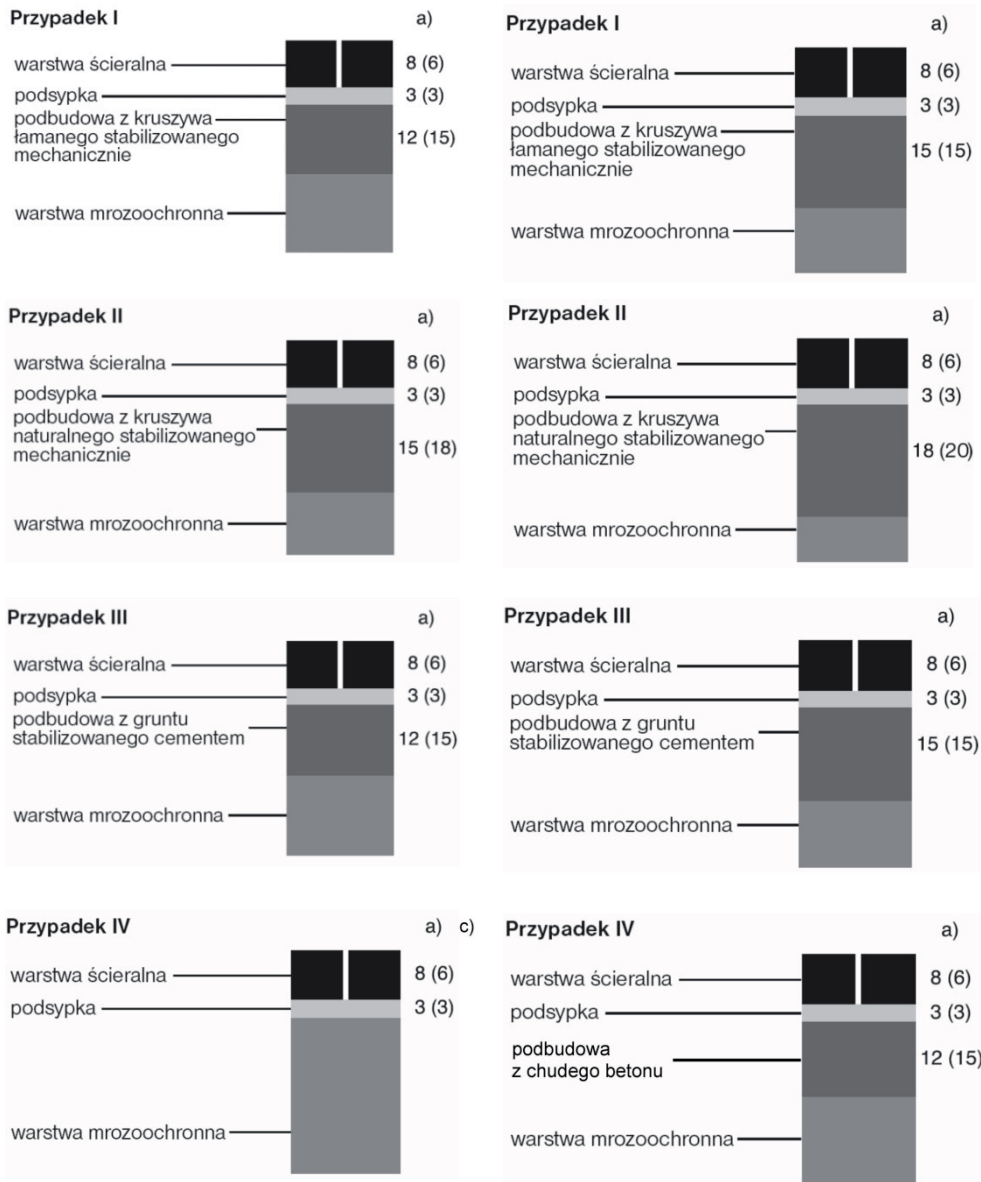 Przypadek I a)
warstwa ścieralna 8 (6)
podsypka 3 (3)
podbudowa z kruszywa
łamanego stabilizowanego 12 (15)
mechanicznie
warstwa mrozoochronna
Przypadek I a)
warstwa ścieralna 8 (6)
podsypka 3 (3)
podbudowa z kruszywa
łamanego stabilizowanego 15 (15)
mechanicznie
warstwa mrozoochronna
Przypadek II a)
warstwa ścieralna 8 (6)
podsypka 3 (3)
podbudowa z kruszywa
naturalnego stabilizowanego
mechanicznie 15 (18)
warstwa mrozoochronna
Przypadek II a)
warstwa ścieralna 8 (6)
podsypka 3 (3)
podbudowa z kruszywa
naturalnego stabilizowanego
mechanicznie 18 (20)
warstwa mrozoochronna
Przypadek III a)
warstwa ścieralna 8 (6)
podsypka 3 (3)
podbudowa z gruntu
stabilizowanego cementem 12 (15)
warstwa mrozoochronna
Przypadek III a)
warstwa ścieralna 8 (6)
podsypka 3 (3)
podbudowa z gruntu
stabilizowanego cementem 15 (15)
warstwa mrozoochronna
Przypadek IV a) c)
warstwa ścieralna 8 (6)
podsypka 3 (3)
warstwa mrozoochronna
Przypadek IV a)
warstwa ścieralna 8 (6)
podsypka 3 (3)
podbudowa
z chudego betonu 12 (15)
warstwa mrozoochronna